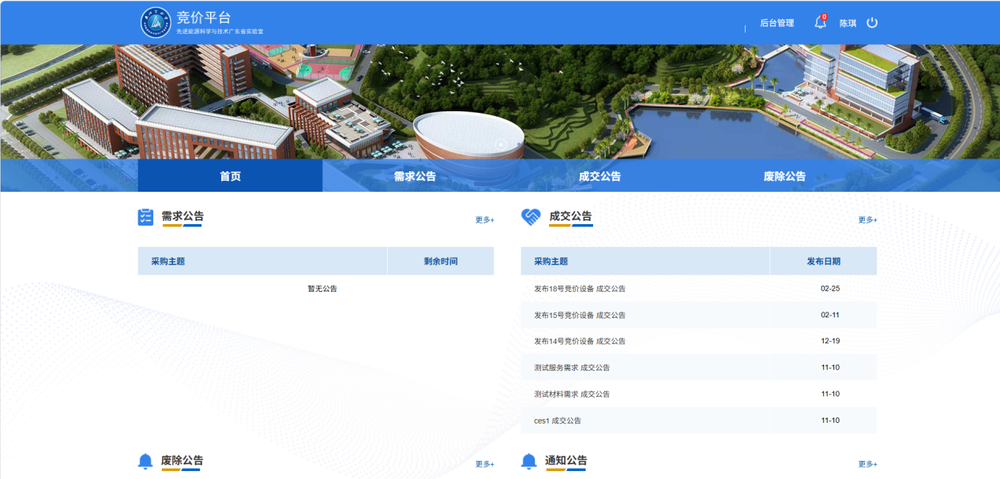 竞价平台
先进能源科学与技术广东省实验室
后台管理
0
陈琪
首页
需求公告
成交公告
废除公告
需求公告
更多+
采购主题
剩余时间
暂无公告
成交公告
更多+
采购主题
发布日期
发布18号竞价设备 成交公告
02-25
发布15号竞价设备 成交公告
02-11
发布14号竞价设备 成交公告
12-19
测试服务需求 成交公告
11-10
测试材料需求 成交公告
11-10
ces1 成交公告
11-10
废除公告
更多+
通知公告
更多+